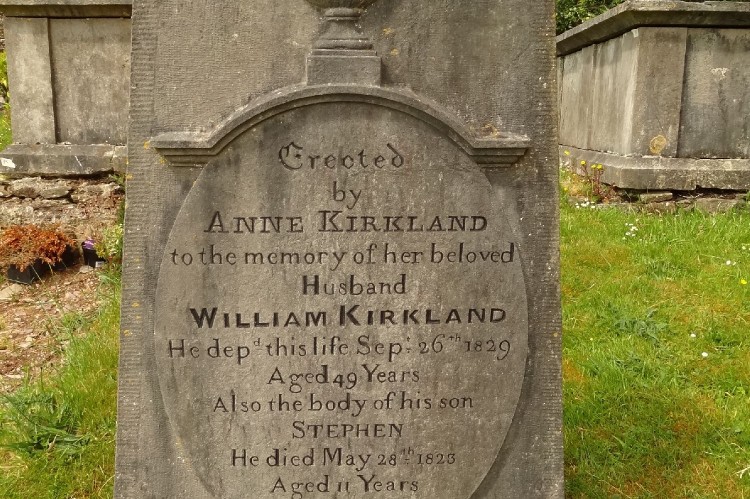 Erected
by
ANNE KIRKLAND
to the memory of her beloved
Husband
WILLIAM KIRKLAND
He depd this life Sept 26th 1829
Aged 49 Years
Also the body of his son
STEPHEN
He died May 28th 1823
Aged 11 Years